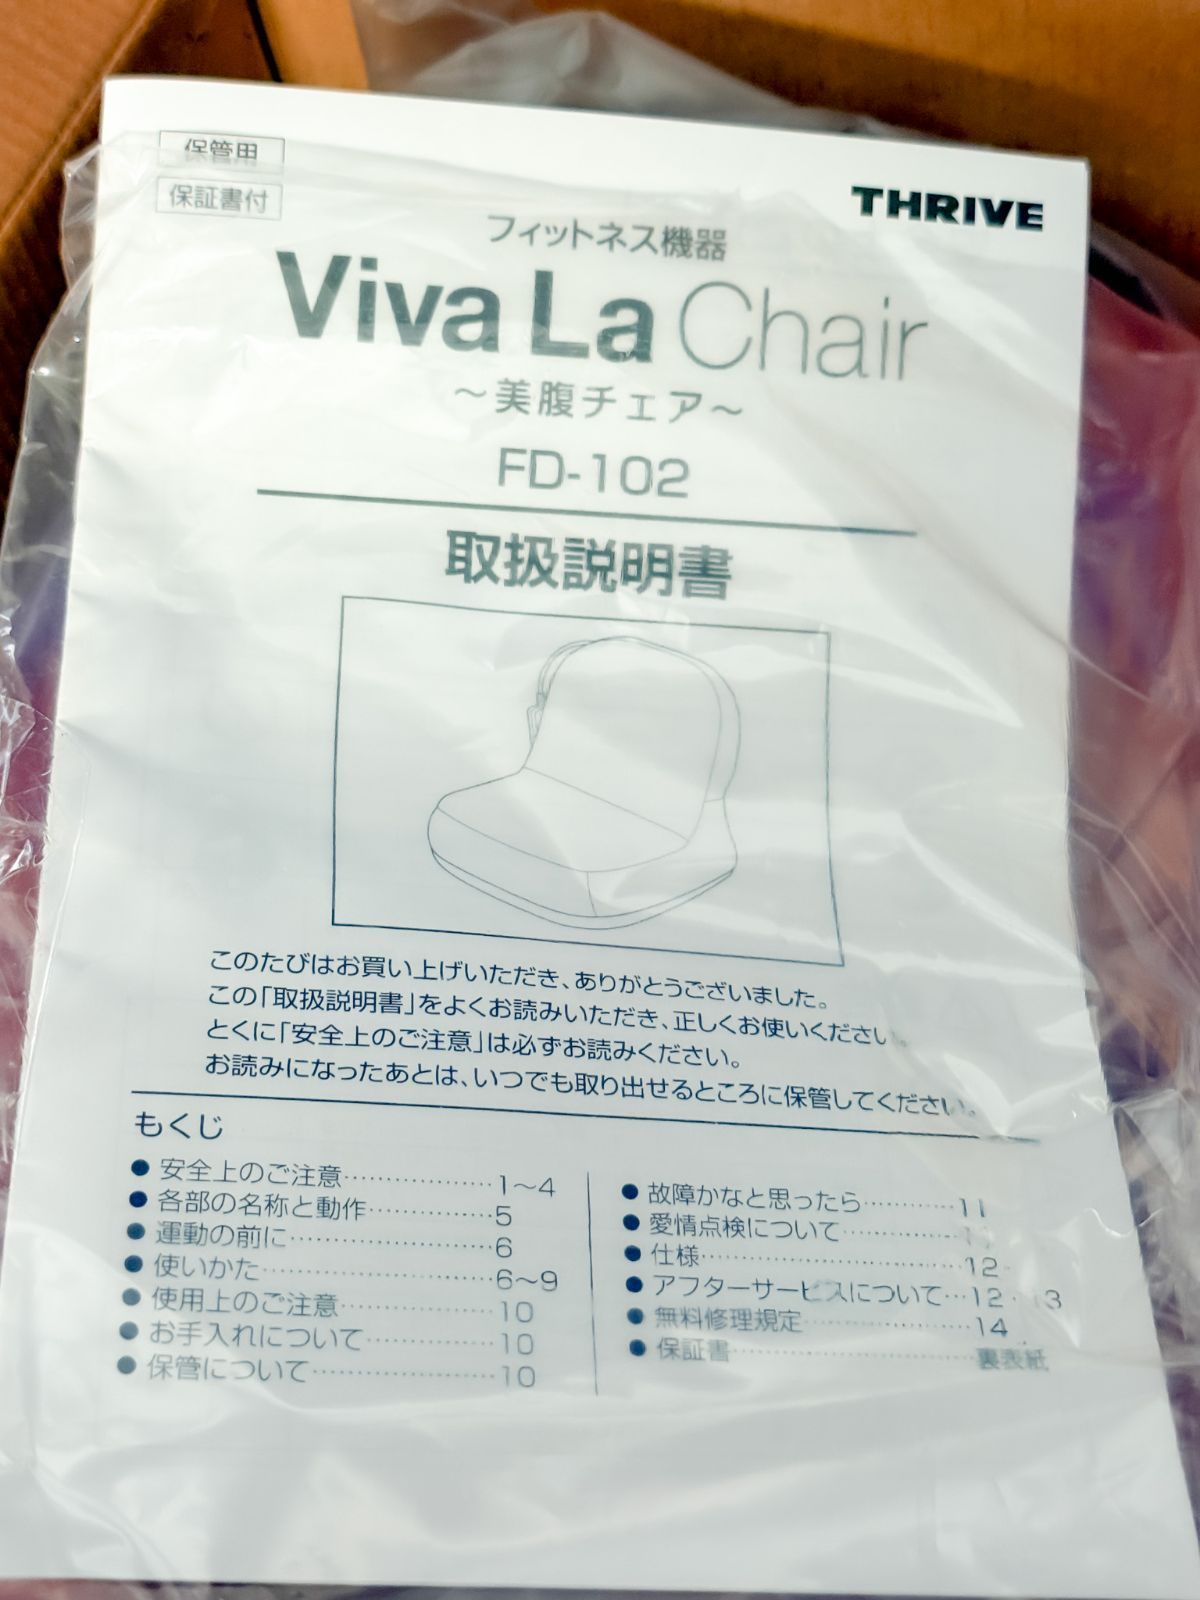 保管用
保証書付
THRIVE
フィットネス機器
Viva La Chair
～美腹チェア～
FD-102
取扱説明書
このたびはお買い上げいただき、ありがとうございました。
この「取扱説明書」をよくお読みいただき、正しくお使いください。
とくに「安全上のご注意」は必ずお読みください。
お読みになったあとは、いつでも取り出せるところに保管してください。
もくじ
●安全上のご注意…………………1～4
●各部の名称と動作……………5
●運動の前に………………………6
●使いかた…………………………6～9
●使用上のご注意………………10
●お手入れについて……………10
●保管について…………………10
●故障かなと思ったら…………11
●愛情点検について……………11
●仕様………………………………12
●アフターサービスについて…12・13
●無料修理規定…………………14
●保証書……………………………裏表紙